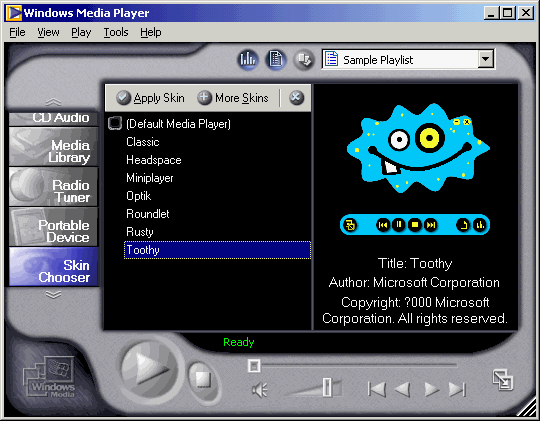 Windows Media Player
File View Play Tools Help
Sample Playlist
Apply Skin More Skins
CD Audio
Media
Library
Radio
Tuner
Portable
Device
Skin
Chooser
(Default Media Player)
Classic
Headspace
Miniplayer
Optik
Roundlet
Rusty
Toothy
Title: Toothy
Author: Microsoft Corporation
Copyright: ?000 Microsoft
Corporation. All rights reserved.
Ready
Windows
Media